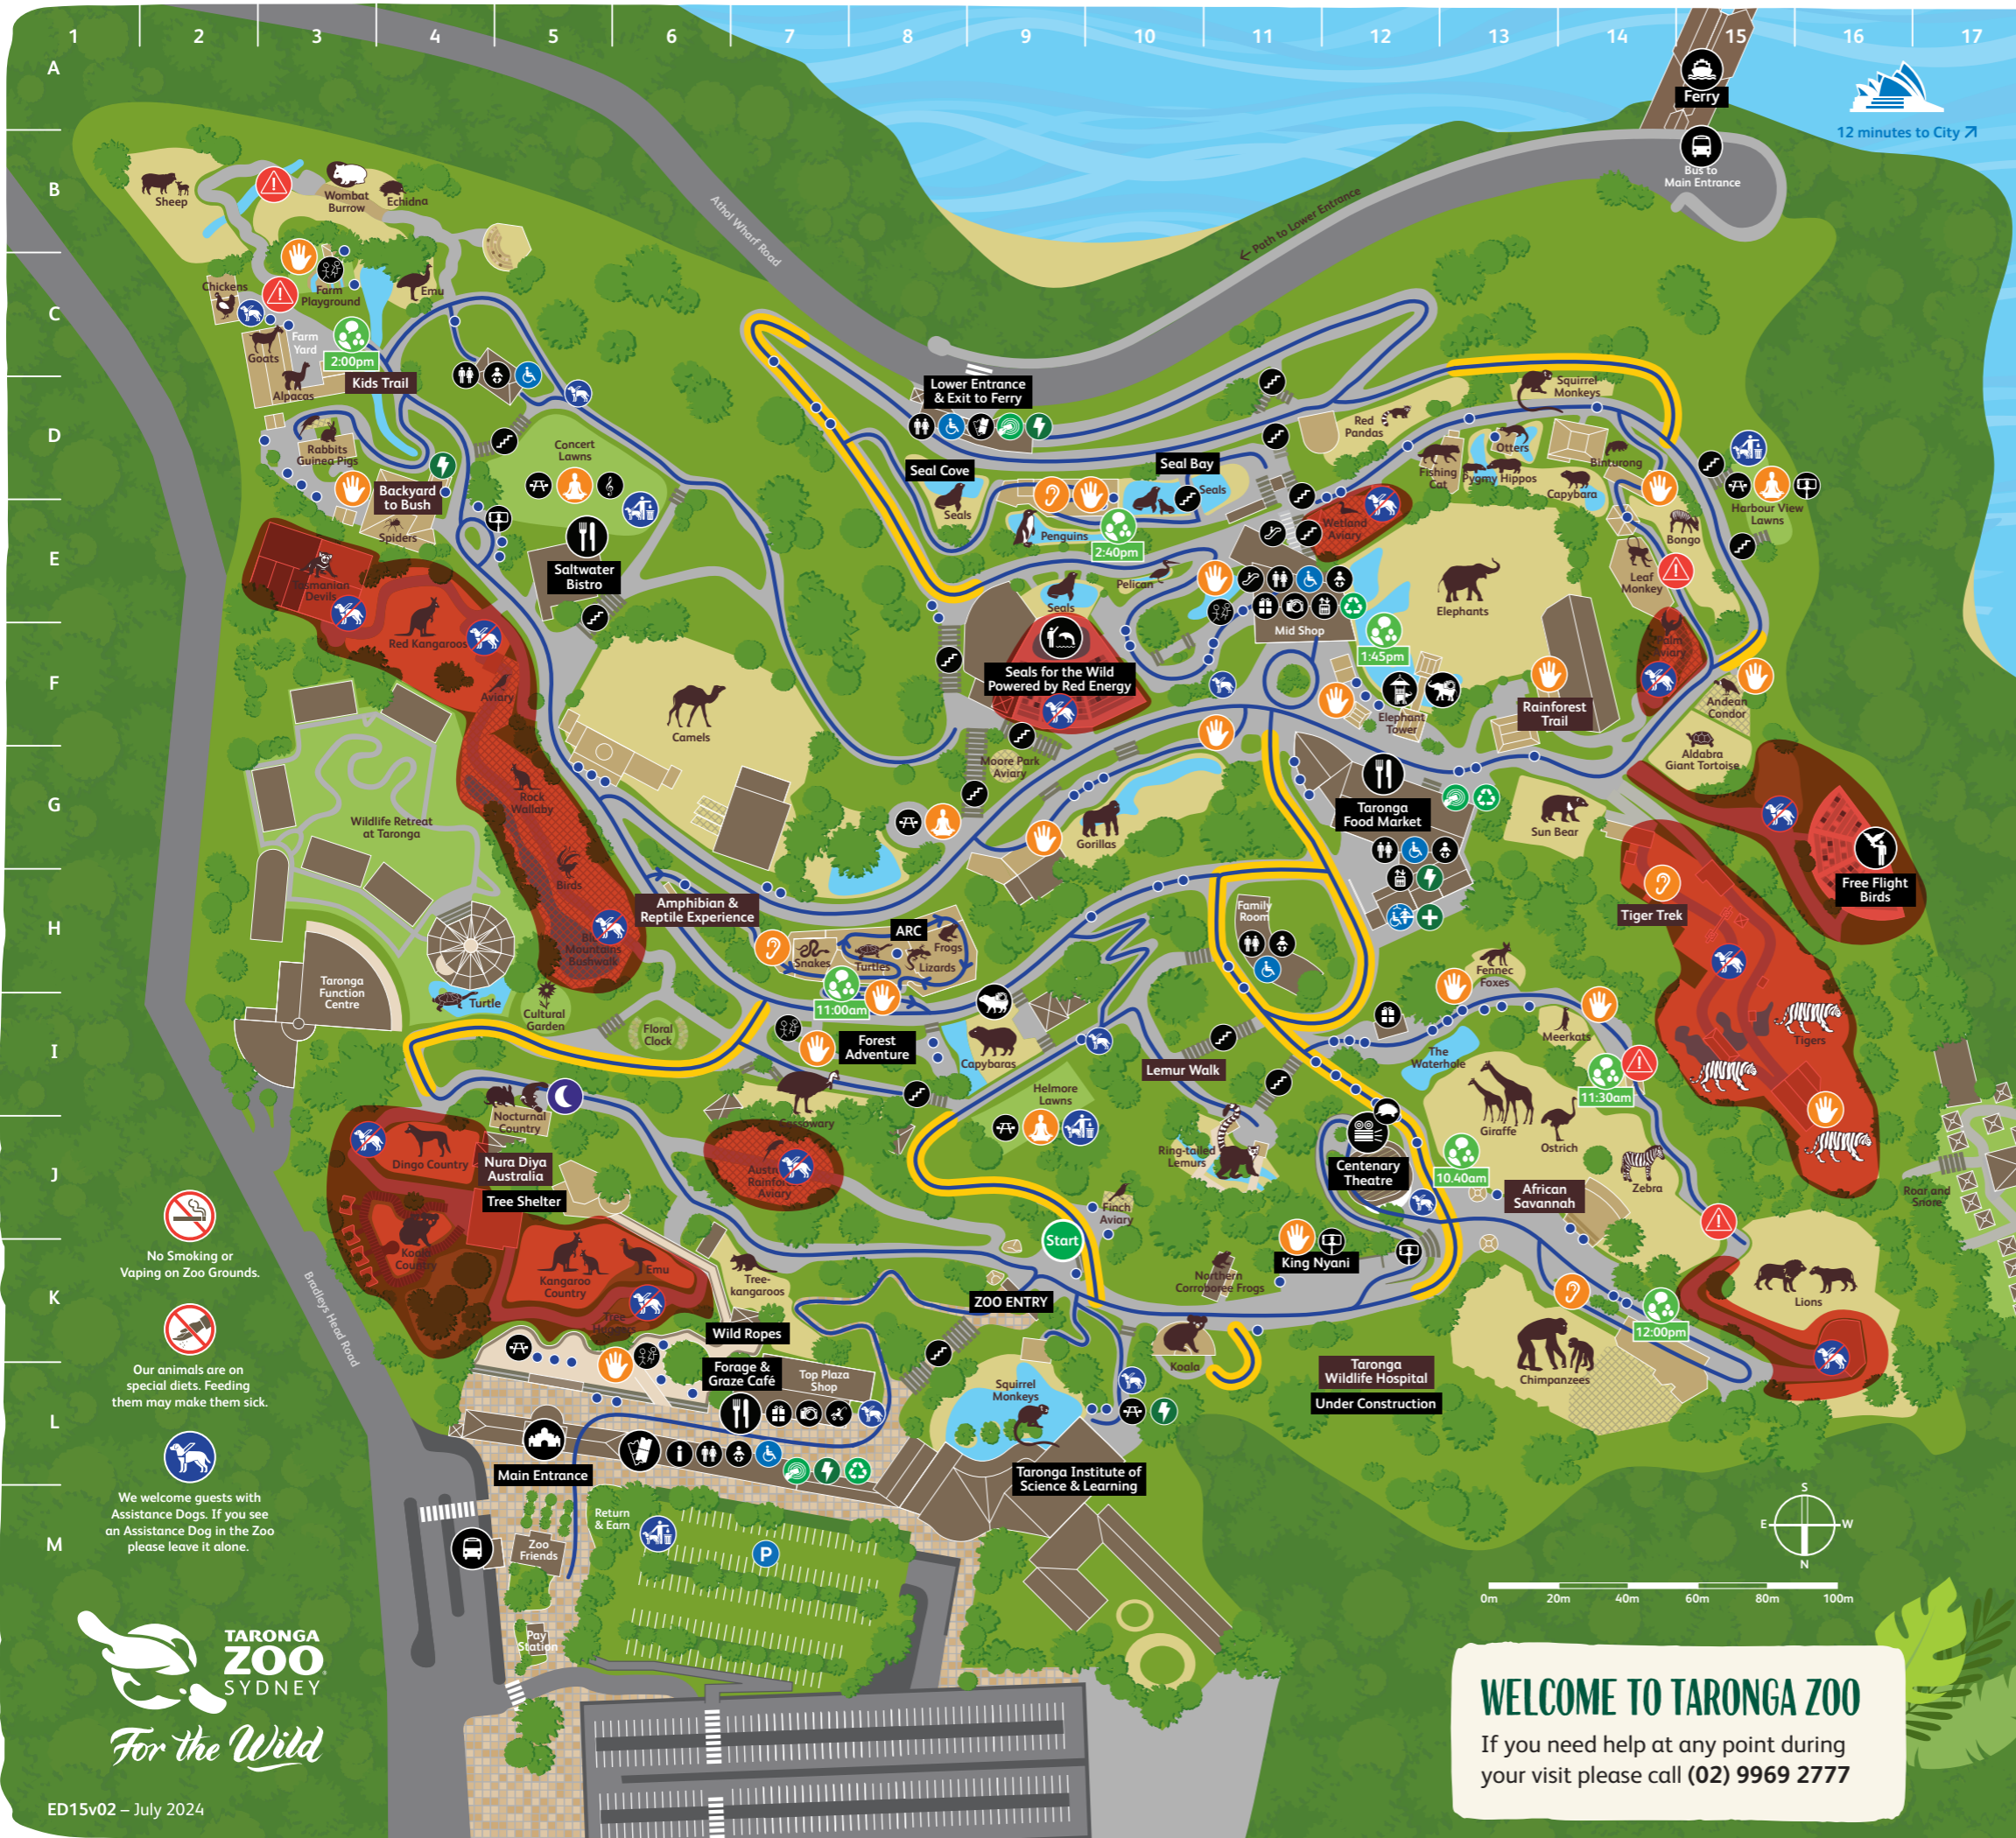 1 2 3 4 5 6 7 8 9 10 11 12 13 14 15 16 17
A
B
C
D
E
F
G
H
I
J
K
L
M
Ferry
12 minutes to City
Bus to
Main Entrance
Path to Lower Entrance
Athol Wharf Road
Sheep
Wombat
Burrow
Echidna
Chickens
Farm
Playground
Emu
Goats
Farm
Yard
2:00pm
Alpacas
Kids Trail
Rabbits
Guinea Pigs
Backyard
to Bush
Spiders
Concert
Lawns
Saltwater
Bistro
Lower Entrance
& Exit to Ferry
Seal Cove
Seals
Seal Bay
Seals
Penguins
2:40pm
Pelican
Seals
Seals for the Wild
Powered by Red Energy
Red
Pandas
Squirrel
Monkeys
Fishing
Cat
Otters
Pygmy Hippos
Binturong
Capybara
Wetland
Aviary
Harbour View
Lawns
Bongo
Leaf
Monkey
Elephants
Mid Shop
1:45pm
Elephant
Tower
Rainforest
Trail
Palm
Aviary
Andean
Condor
Aldabra
Giant Tortoise
Tasmanian
Devils
Red Kangaroos
Aviary
Camels
Moore Park
Aviary
Rock
Wallaby
Wildlife Retreat
at Taronga
Birds
Gorillas
Taronga
Food Market
Sun Bear
Free Flight
Birds
Tiger Trek
Amphibian &
Reptile Experience
ARC
Frogs
Snakes
Turtles
Lizards
11:00am
Family
Room
Blue
Mountains
Bushwalk
Taronga
Function
Centre
Turtle
Cultural
Garden
Floral
Clock
Forest
Adventure
Capybaras
Fennec
Foxes
Meerkats
The
Waterhole
Tigers
Lemur Walk
Helmore
Lawns
11:30am
Giraffe
Ostrich
Nocturnal
Country
Cassowary
Dingo Country
Nura Diya
Australia
Tree Shelter
Australian
Rainforest
Aviary
Ring-tailed
Lemurs
Centenary
Theatre
10.40am
Zebra
African
Savannah
Roar and
Snore
Finch
Aviary
Start
Koala
Country
Kangaroo
Country
Emu
Tree-
kangaroos
King Nyani
Northern
Corroboree Frogs
ZOO ENTRY
Lions
12:00pm
Wild Ropes
Koala
Chimpanzees
Forage &
Graze Café
Top Plaza
Shop
Squirrel
Monkeys
Taronga
Wildlife Hospital
Under Construction
Main Entrance
Taronga Institute of
Science & Learning
Bradleys Head Road
No Smoking or
Vaping on Zoo Grounds.
Our animals are on
special diets. Feeding
them may make them sick.
We welcome guests with
Assistance Dogs. If you see
an Assistance Dog in the Zoo
please leave it alone.
Return
& Earn
Zoo
Friends
P
Pay
Station
S
E W
N
0m 20m 40m 60m 80m 100m
TARONGA
ZOO
SYDNEY
For the Wild
ED15v02 – July 2024
WELCOME TO TARONGA ZOO
If you need help at any point during
your visit please call (02) 9969 2777